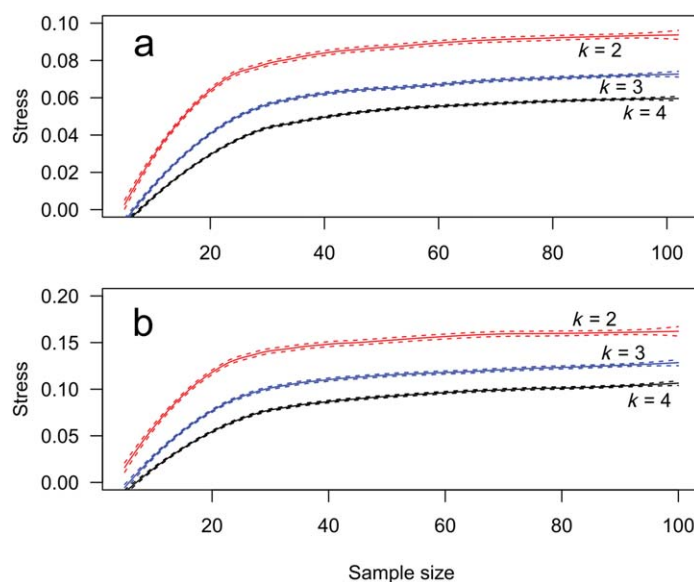 a
0.10
0.08
0.06
0.04
0.02
0.00
Stress
k = 2
k = 3
k = 4
20
40
60
80
100
b
0.20
0.15
0.10
0.05
0.00
Stress
k = 2
k = 3
k = 4
20
40
60
80
100
Sample size